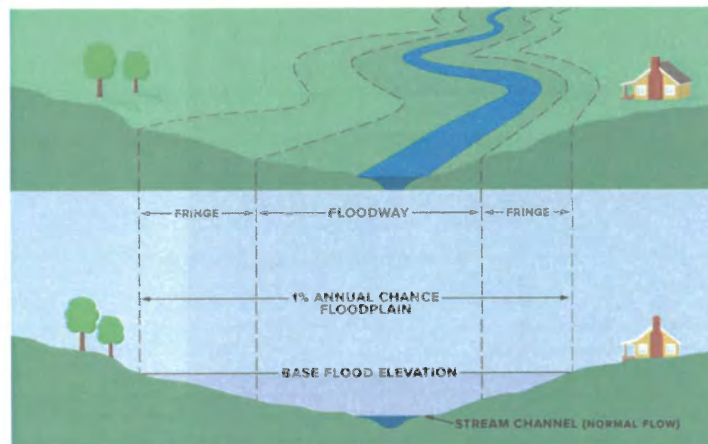 FRINGE FLOODWAY FRINGE
1% ANNUAL CHANCE
FLOODPLAIN
BASE FLOOD ELEVATION
STREAM CHANNEL (NORMAL FLOW)